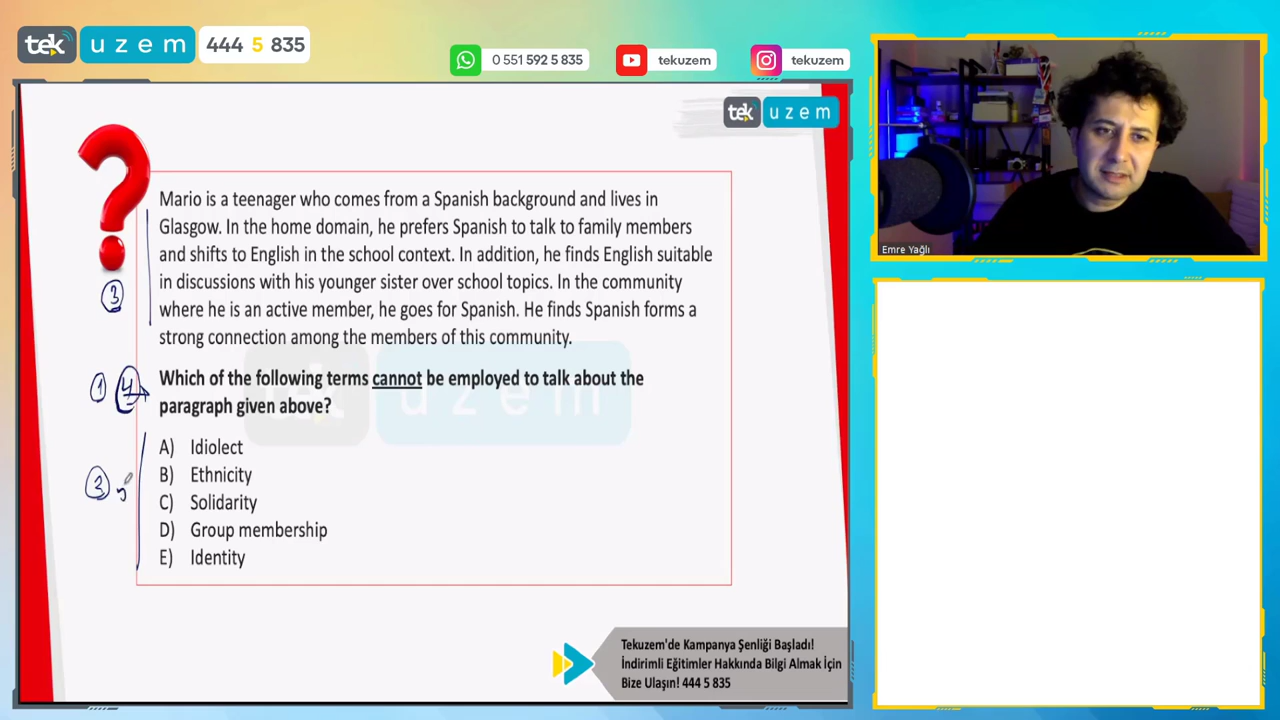 tek uzem 444 5 835
0 551 592 5 835
tekuzem
tekuzem
tek uzem
Emre Yağlı
Mario is a teenager who comes from a Spanish background and lives in
Glasgow. In the home domain, he prefers Spanish to talk to family members
and shifts to English in the school context. In addition, he finds English suitable
in discussions with his younger sister over school topics. In the community
where he is an active member, he goes for Spanish. He finds Spanish forms a
strong connection among the members of this community.
3
1 4
Which of the following terms cannot be employed to talk about the
paragraph given above?
tek uzem
A) Idiolect
B) Ethnicity
2
C) Solidarity
D) Group membership
E) Identity
Tekuzem'de Kampanya Şenliği Başladı!
İndirimli Eğitimler Hakkında Bilgi Almak İçin
Bize Ulaşın! 444 5 835